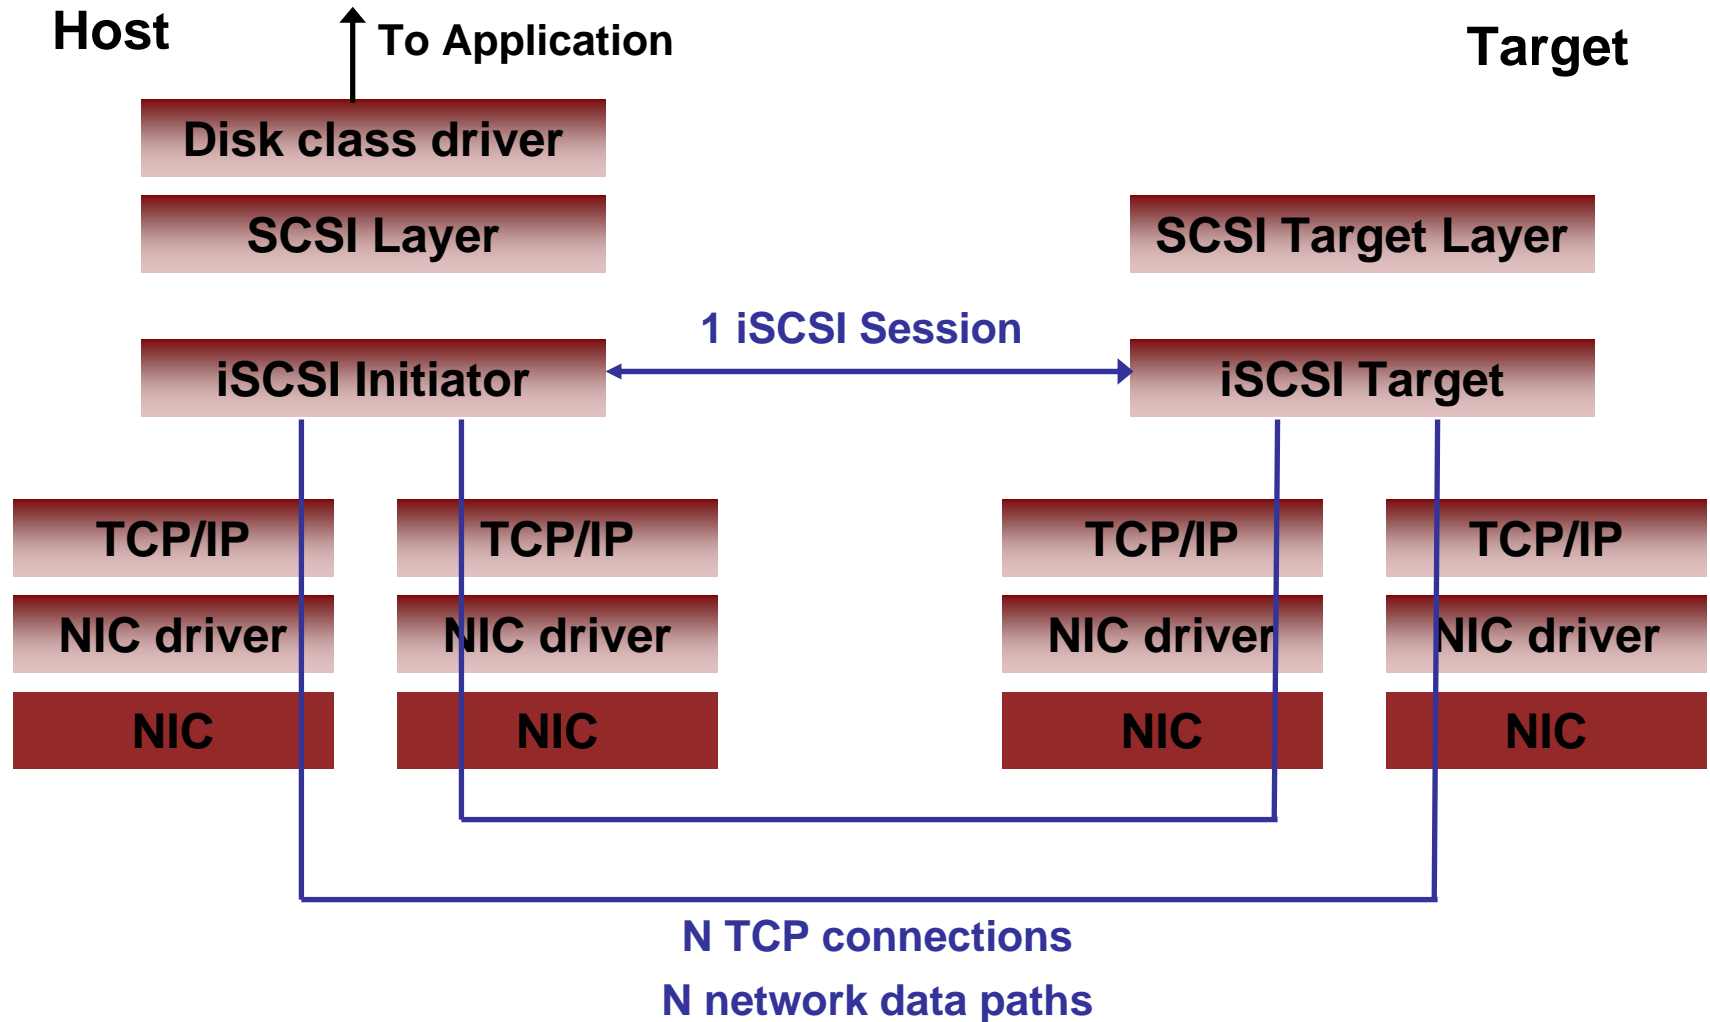 Host
To Application
Target
Disk class driver
SCSI Layer
SCSI Target Layer
1 iSCSI Session
iSCSI Initiator
iSCSI Target
TCP/IP
TCP/IP
TCP/IP
TCP/IP
NIC driver
NIC driver
NIC driver
NIC driver
NIC
NIC
NIC
NIC
N TCP connections
N network data paths